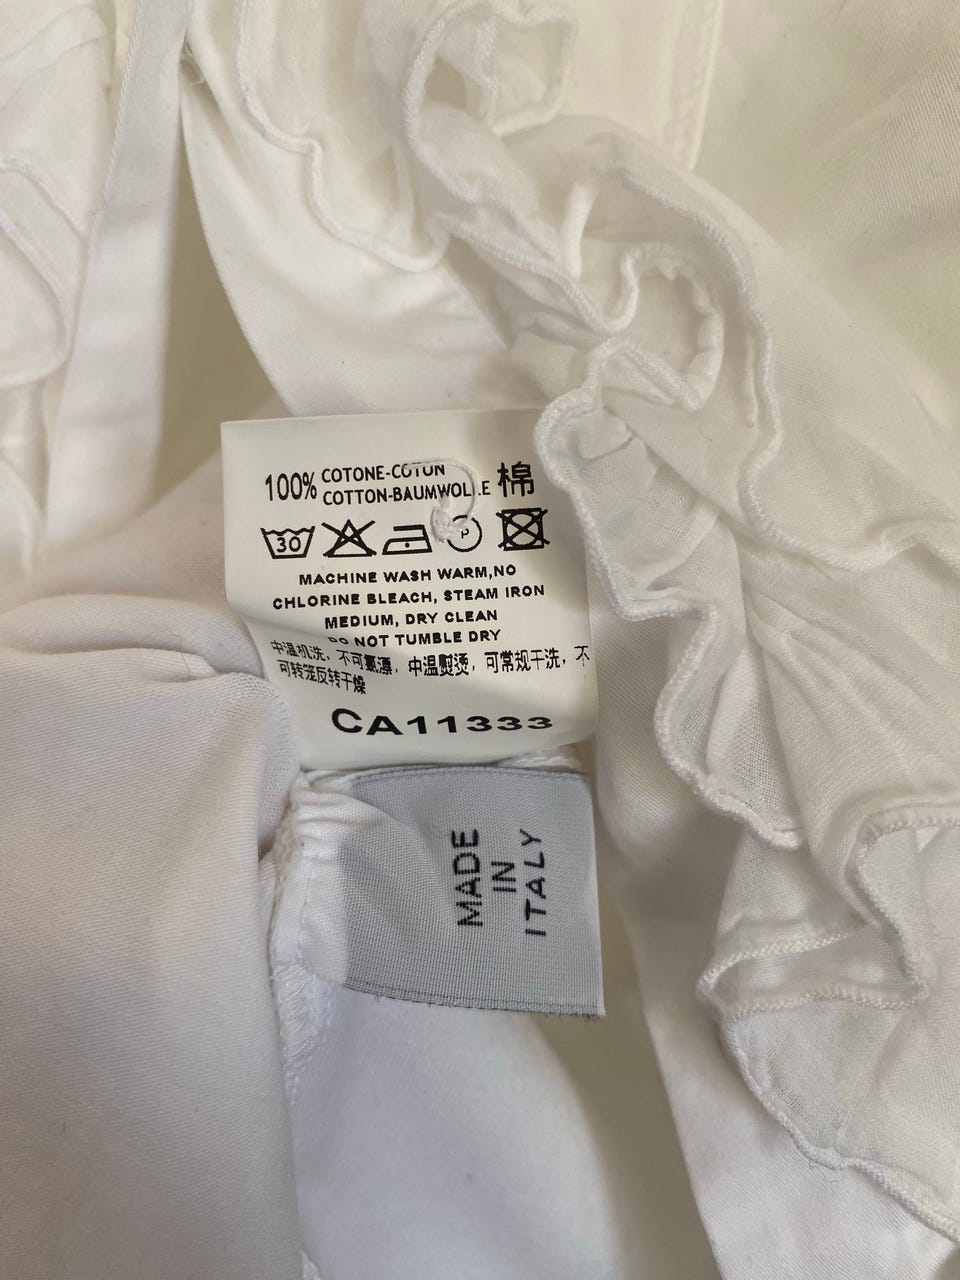 100% COTONE-COTON
COTTON-BAUMWOLLE 棉
30 P
MACHINE WASH WARM,NO
CHLORINE BLEACH, STEAM IRON
MEDIUM, DRY CLEAN
DO NOT TUMBLE DRY
中温机洗，不可氯漂，中温熨烫，可常规干洗，不
可转笼反转干燥
CA11333
MADE
IN
ITALY